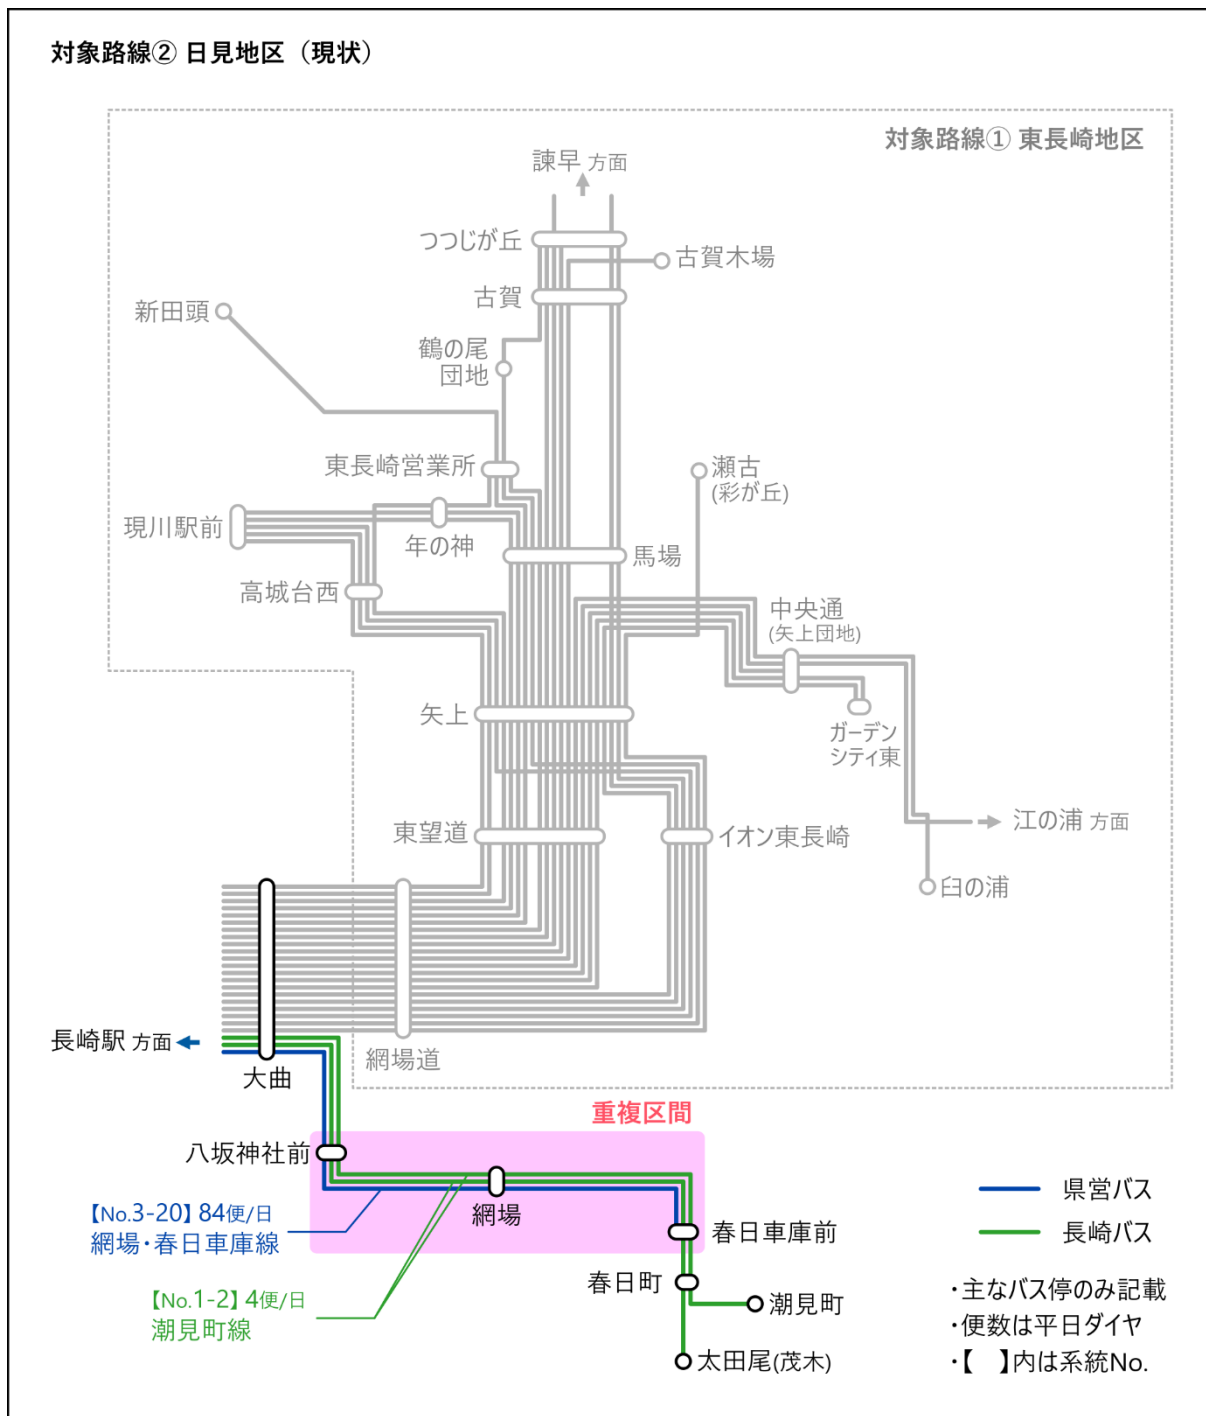 対象路線② 日見地区（現状）
対象路線① 東長崎地区
諫早 方面
つつじが丘
古賀木場
古賀
新田頭
鶴の尾
団地
東長崎営業所
瀬古
(彩が丘)
現川駅前
年の神
馬場
高城台西
中央通
(矢上団地)
矢上
ガーデン
シティ東
東望道
イオン東長崎
江の浦 方面
臼の浦
長崎駅 方面
網場道
大曲
重複区間
八坂神社前
【No.3-20】84便/日
網場・春日車庫線
網場
春日車庫前
県営バス
長崎バス
春日町
【No.1-2】4便/日
潮見町線
潮見町
太田尾(茂木)
・主なバス停のみ記載
・便数は平日ダイヤ
・【　】内は系統No.